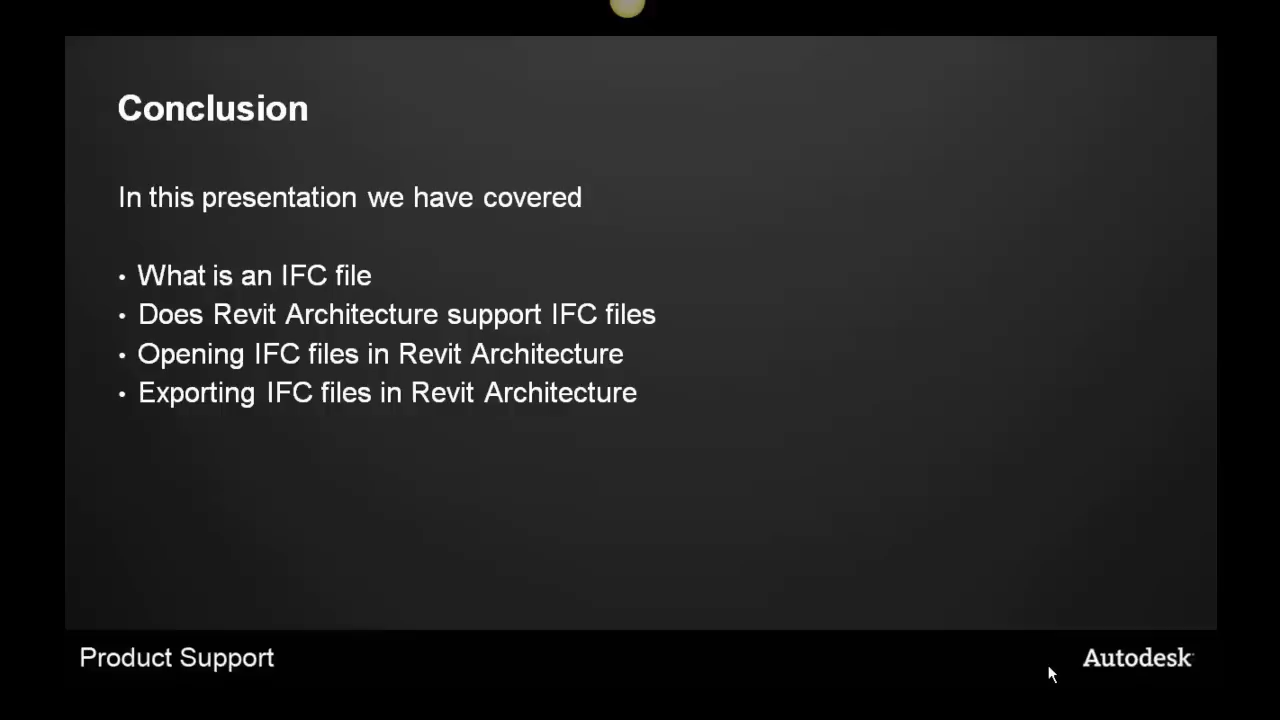 Conclusion
In this presentation we have covered
• What is an IFC file
• Does Revit Architecture support IFC files
• Opening IFC files in Revit Architecture
• Exporting IFC files in Revit Architecture
Product Support
Autodesk